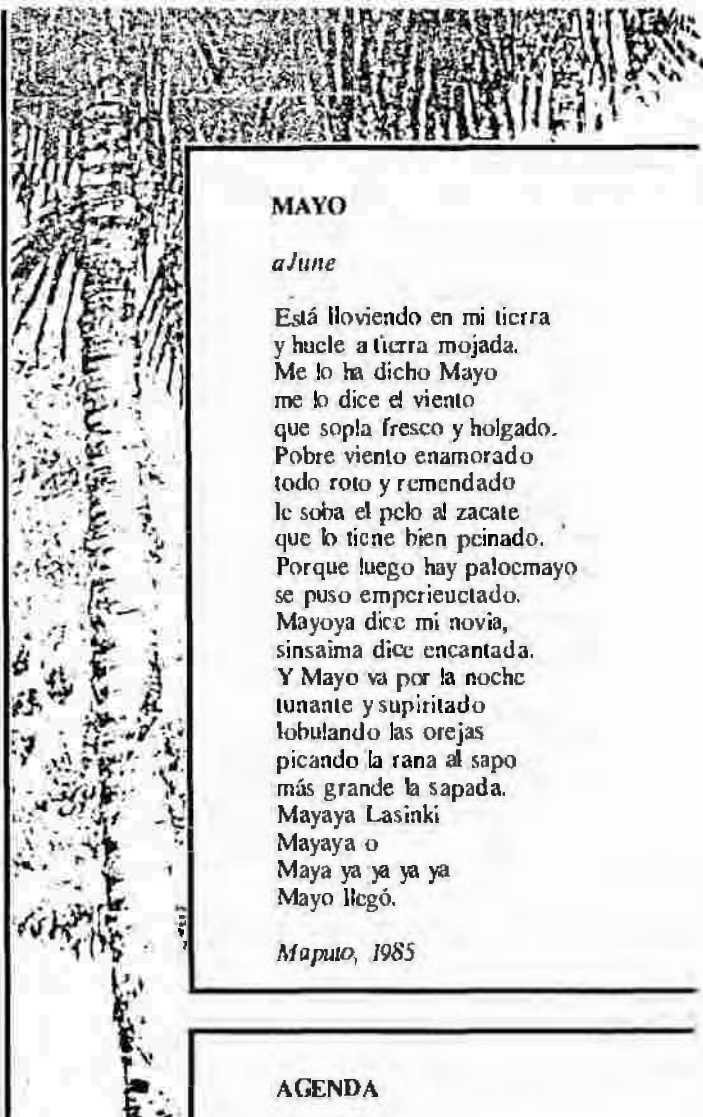 MAYO
a June
Está lloviendo en mi tierra
y huele a tierra mojada.
Me lo ha dicho Mayo
me lo dice el viento
que sopla fresco y holgado.
Pobre viento enamorado
todo roto y remendado
le soba el pelo al zacate
que lo tiene bien peinado.
Porque luego hay palo e mayo
se puso emperieuctado.
Mayoya dice mi novia,
sinsaima dice encantada.
Y Mayo va por la noche
tunante y supiritado
lobulando las orejas
picando la rana al sapo
más grande la sapada.
Mayaya Lasinki
Mayaya o
Maya ya ya ya ya
Mayo llegó.
Maputo, 1985
AGENDA